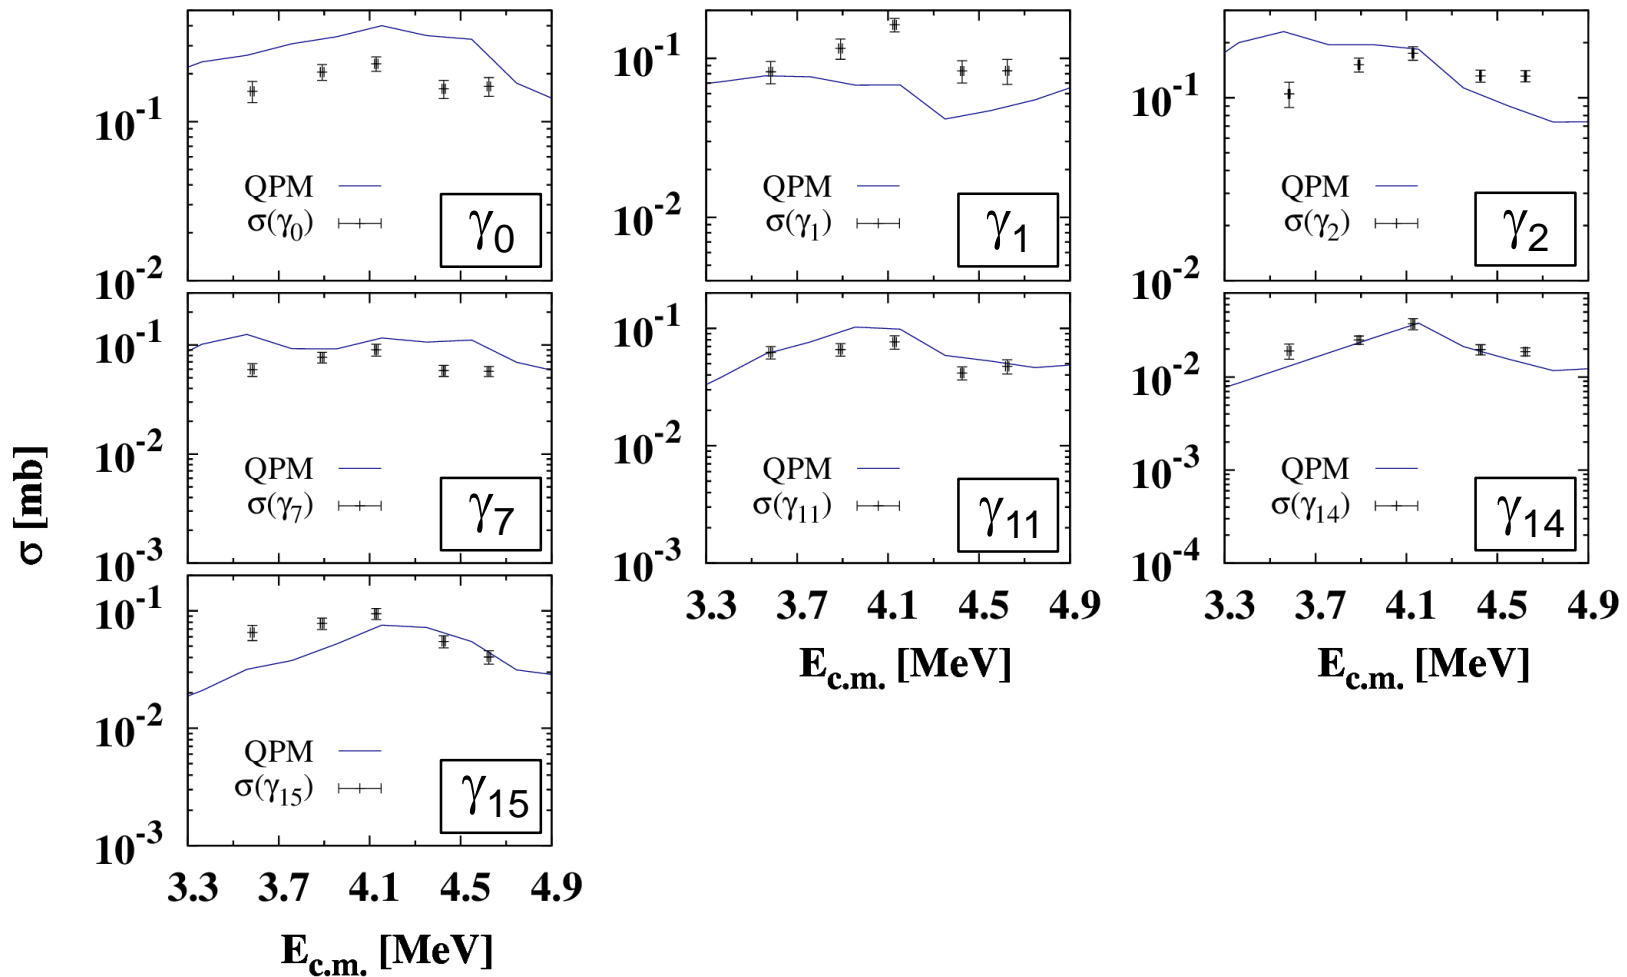 10⁻¹
10⁻²
QPM
σ(γ₀)
γ₀
10⁻¹
10⁻²
QPM
σ(γ₁)
γ₁
10⁻¹
10⁻²
QPM
σ(γ₂)
γ₂
10⁻¹
10⁻²
10⁻³
QPM
σ(γ₇)
γ₇
10⁻¹
10⁻²
10⁻³
QPM
σ(γ₁₁)
γ₁₁
3.3 3.7 4.1 4.5 4.9
E_c.m. [MeV]
10⁻²
10⁻³
10⁻⁴
QPM
σ(γ₁₄)
γ₁₄
3.3 3.7 4.1 4.5 4.9
E_c.m. [MeV]
σ [mb]
10⁻¹
10⁻²
10⁻³
QPM
σ(γ₁₅)
γ₁₅
3.3 3.7 4.1 4.5 4.9
E_c.m. [MeV]